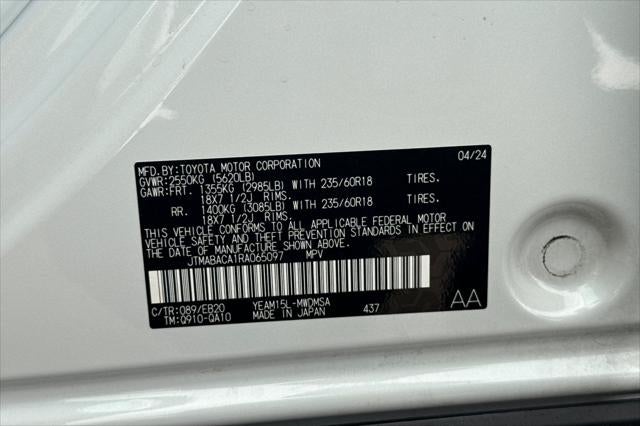 MFD.BY:TOYOTA MOTOR CORPORATION 04/24
GVWR:2550KG (5620LB)
GAWR:FRT. 1355KG (2985LB) WITH 235/60R18 TIRES.
18X7 1/2J RIMS.
RR. 1400KG (3085LB) WITH 235/60R18 TIRES.
18X7 1/2J RIMS.
THIS VEHICLE CONFORMS TO ALL APPLICABLE FEDERAL MOTOR
VEHICLE SAFETY AND BUMPER STANDARDS IN EFFECT ON
THE DATE OF MANUFACTURE SHOWN ABOVE.
JTMABACA1RA065097 MPV
C/TR:089/EB20 YEAM15L-MWDMSA
TM:Q910-QA10 MADE IN JAPAN 437 AA